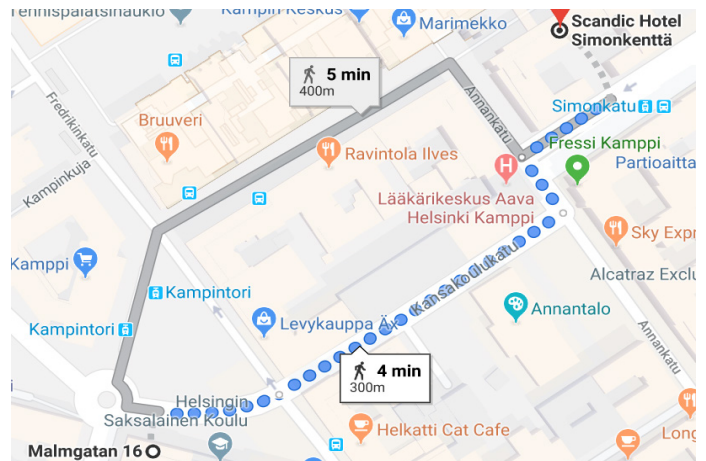 Tennispalatsinaukio
Kampin Keskus
Marimekko
Scandic Hotel
Simonkenttä
5 min
400m
Annankatu
Simonkatu
Fredrikinkatu
Bruuveri
Ravintola Ilves
Fressi Kamppi
Partioaitta
Kampinkuja
Lääkärikeskus Aava
Helsinki Kamppi
H
Sky Expr
Kamppi
Kansakoulukatu
Alcatraz Exclu
Kampintori
Annantalo
Kampintori
Levykauppa Äx
Annankatu
4 min
300m
Helsingin
Saksalainen Koulu
Helkatti Cat Cafe
Long
Malmgatan 16